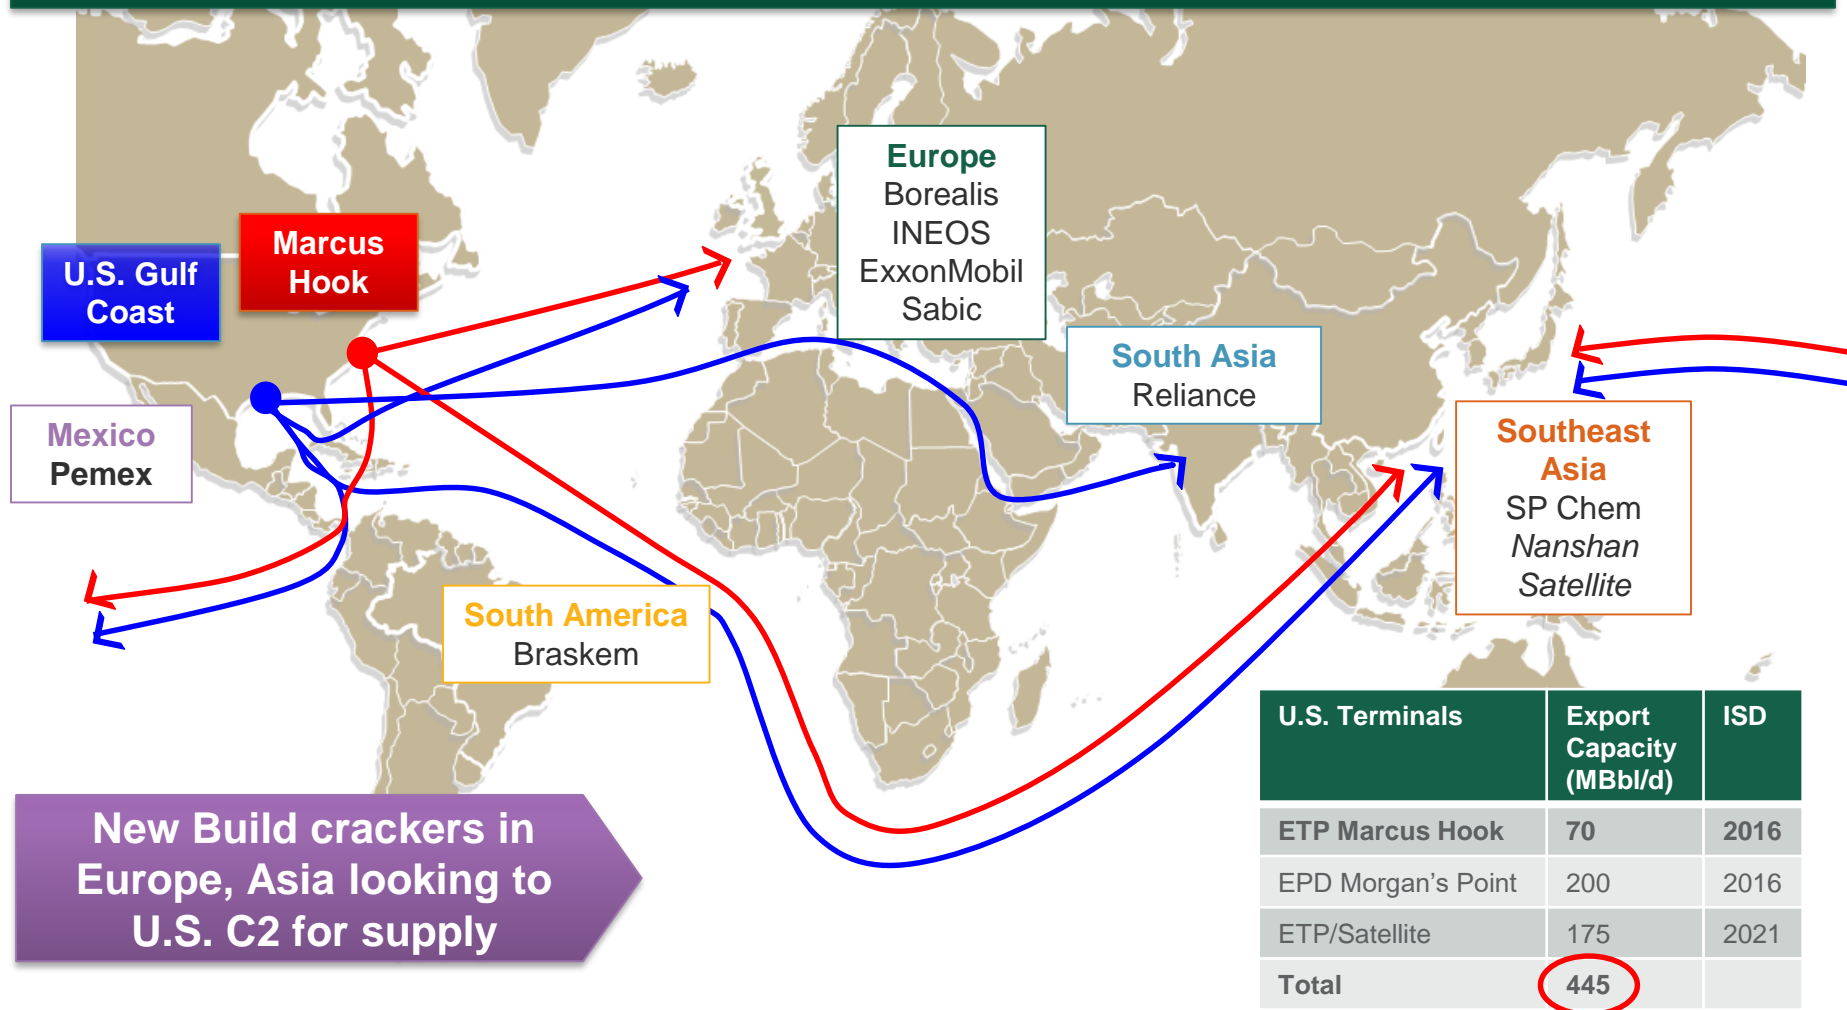 Europe
Borealis
INEOS
ExxonMobil
Sabic
Marcus
Hook
U.S. Gulf
Coast
South Asia
Reliance
Mexico
Pemex
Southeast
Asia
SP Chem
Nanshan
Satellite
South America
Braskem
U.S. Terminals
Export
Capacity
(MBbl/d)
ISD
ETP Marcus Hook 70 2016
EPD Morgan's Point 200 2016
ETP/Satellite 175 2021
Total 445
New Build crackers in
Europe, Asia looking to
U.S. C2 for supply